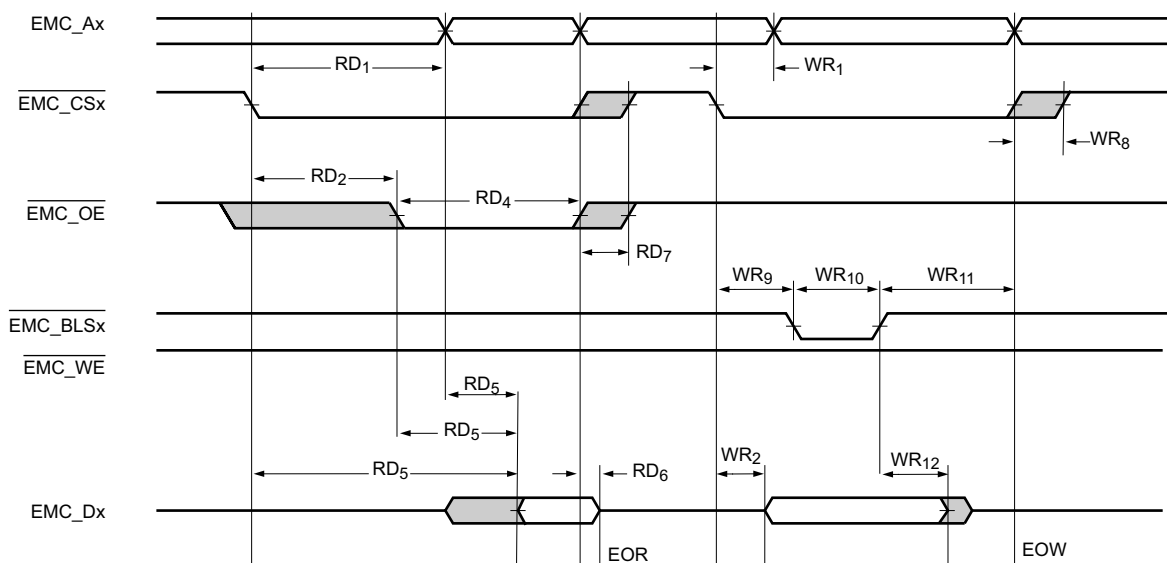 EMC_Ax
RD1
WR1
EMC_CSx
WR8
RD2
RD4
EMC_OE
RD7
WR9
WR10
WR11
EMC_BLSx
EMC_WE
RD5
RD5
RD5
RD6
WR2
WR12
EMC_Dx
EOR
EOW